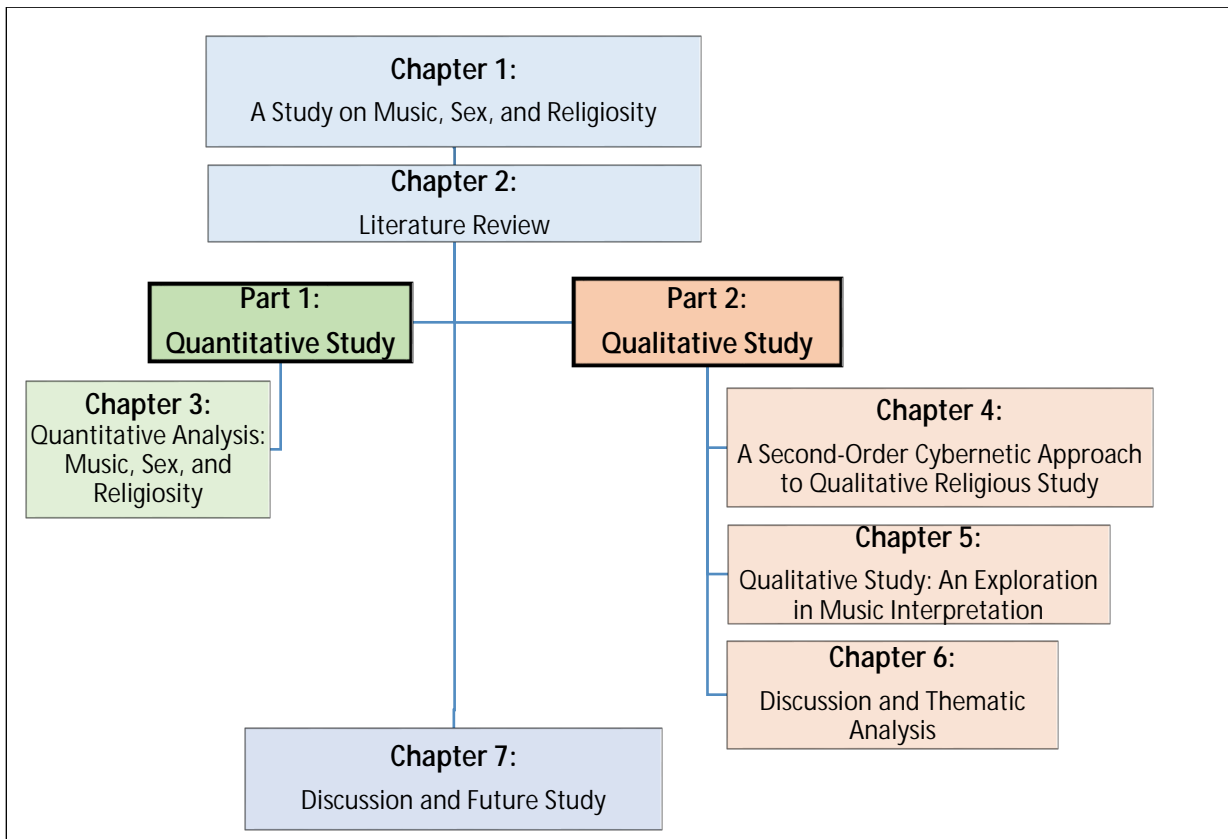 Chapter 1:
A Study on Music, Sex, and Religiosity
Chapter 2:
Literature Review
Part 1:
Quantitative Study
Part 2:
Qualitative Study
Chapter 3:
Quantitative Analysis:
Music, Sex, and
Religiosity
Chapter 4:
A Second-Order Cybernetic Approach
to Qualitative Religious Study
Chapter 5:
Qualitative Study: An Exploration
in Music Interpretation
Chapter 6:
Discussion and Thematic
Analysis
Chapter 7:
Discussion and Future Study